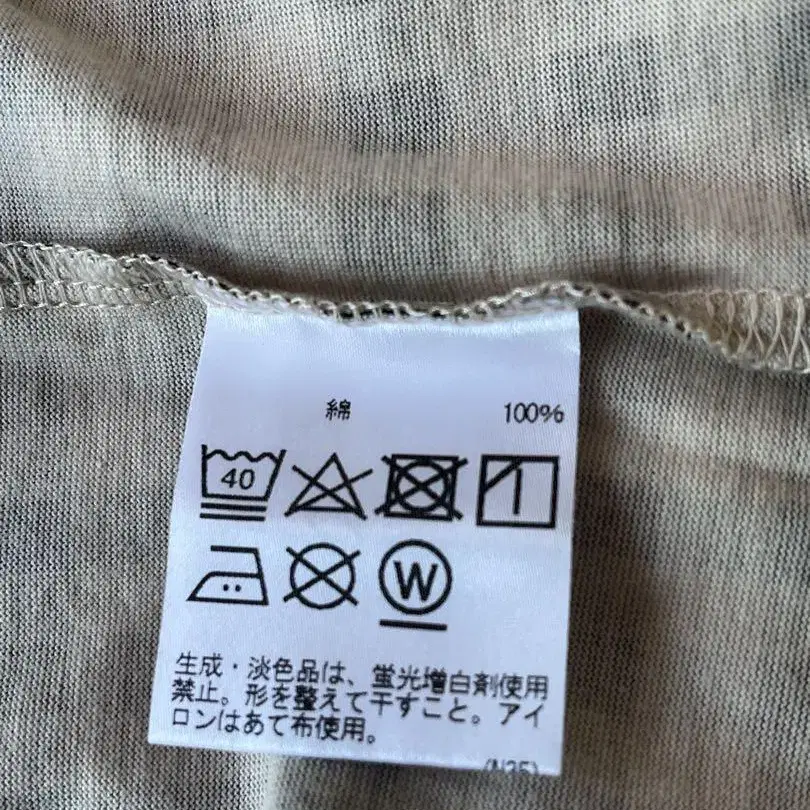 綿 100%
40
W
生成・淡色品は、蛍光増白剤使用
禁止。形を整えて干すこと。アイ
ロンはあて布使用。